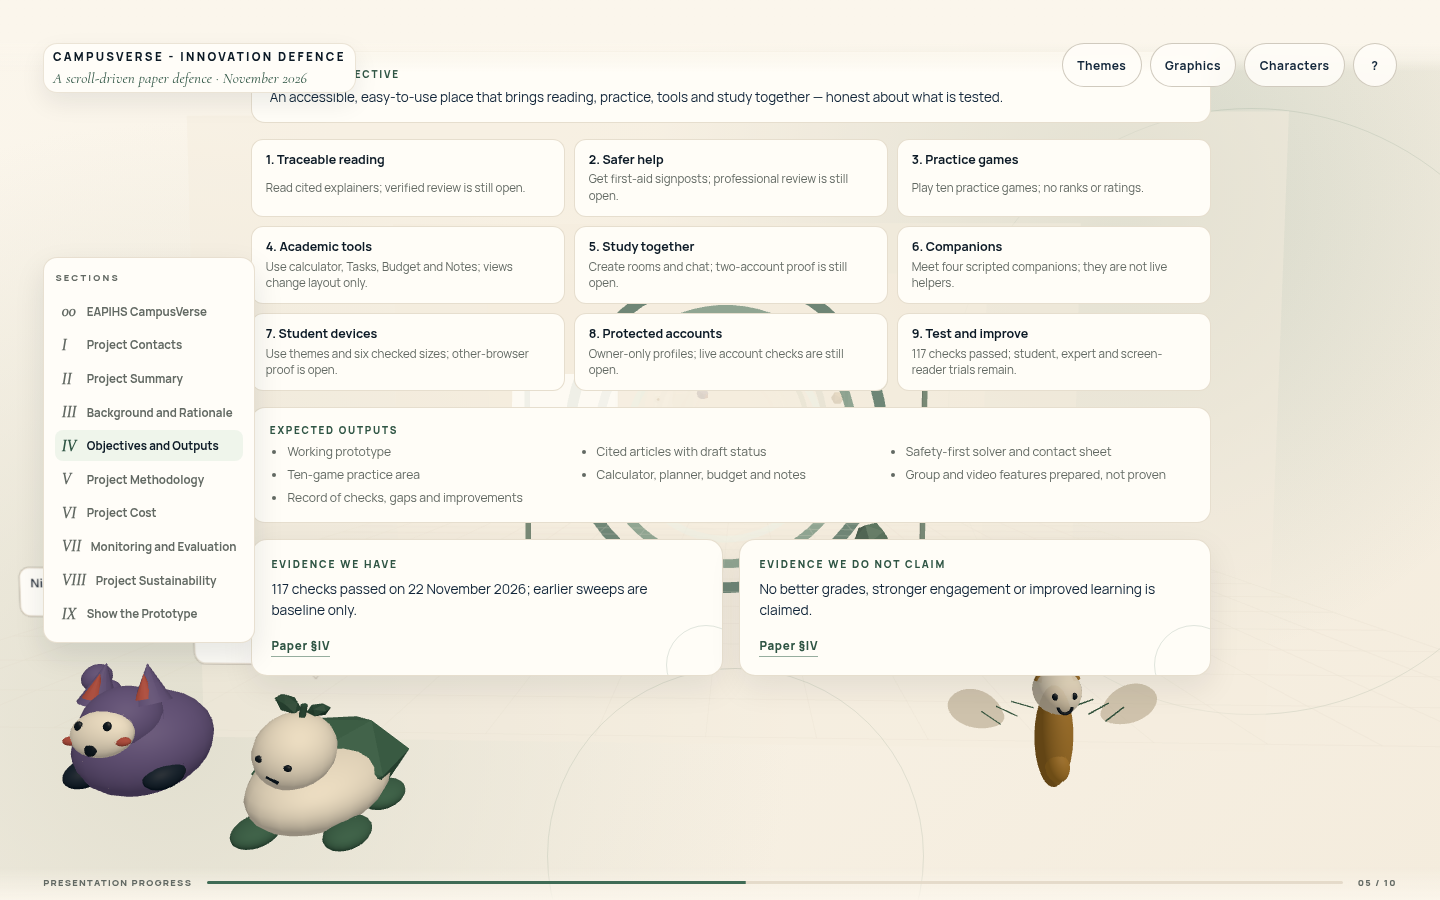 CAMPUSVERSE - INNOVATION DEFENCE
A scroll-driven paper defence · November 2026
Themes
Graphics
Characters
?
An accessible, easy-to-use place that brings reading, practice, tools and study together — honest about what is tested.
1. Traceable reading
Read cited explainers; verified review is still open.
2. Safer help
Get first-aid signposts; professional review is still
open.
3. Practice games
Play ten practice games; no ranks or ratings.
4. Academic tools
Use calculator, Tasks, Budget and Notes; views
change layout only.
5. Study together
Create rooms and chat; two-account proof is still
open.
6. Companions
Meet four scripted companions; they are not live
helpers.
7. Student devices
Use themes and six checked sizes; other-browser
proof is open.
8. Protected accounts
Owner-only profiles; live account checks are still
open.
9. Test and improve
117 checks passed; student, expert and screen-
reader trials remain.
SECTIONS
00 EAPIHS CampusVerse
I Project Contacts
II Project Summary
III Background and Rationale
IV Objectives and Outputs
V Project Methodology
VI Project Cost
VII Monitoring and Evaluation
VIII Project Sustainability
IX Show the Prototype
EXPECTED OUTPUTS
• Working prototype
• Cited articles with draft status
• Safety-first solver and contact sheet
• Ten-game practice area
• Calculator, planner, budget and notes
• Group and video features prepared, not proven
• Record of checks, gaps and improvements
EVIDENCE WE HAVE
117 checks passed on 22 November 2026; earlier sweeps are
baseline only.
Paper §IV
EVIDENCE WE DO NOT CLAIM
No better grades, stronger engagement or improved learning is
claimed.
Paper §IV
PRESENTATION PROGRESS
05 / 10